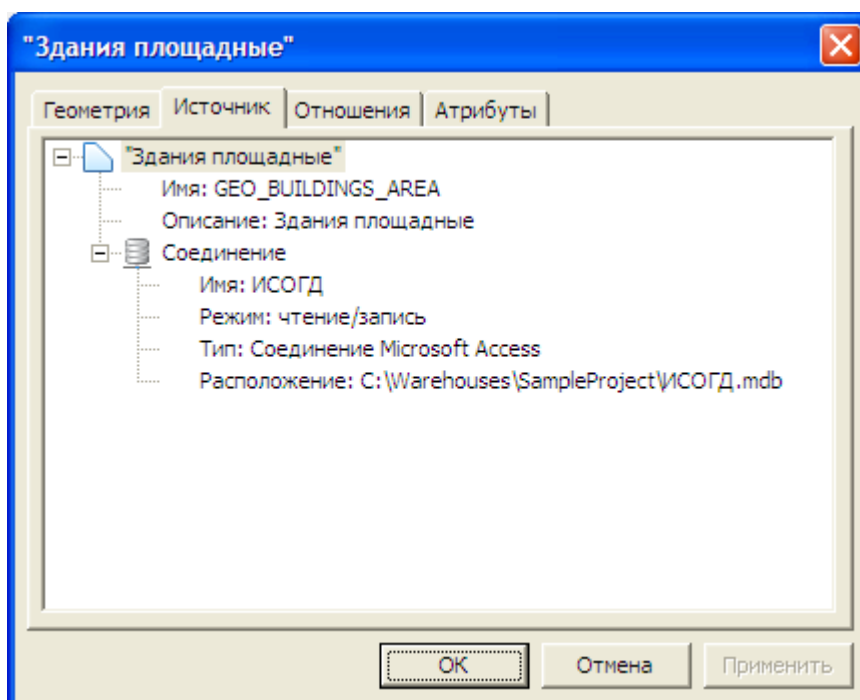 "Здания площадные"
Геометрия Источник Отношения Атрибуты
"Здания площадные"
Имя: GEO_BUILDINGS_AREA
Описание: Здания площадные
Соединение
Имя: ИСОГД
Режим: чтение/запись
Тип: Соединение Microsoft Access
Расположение: C:\Warehouses\SampleProject\ИСОГД.mdb
ОК Отмена Применить